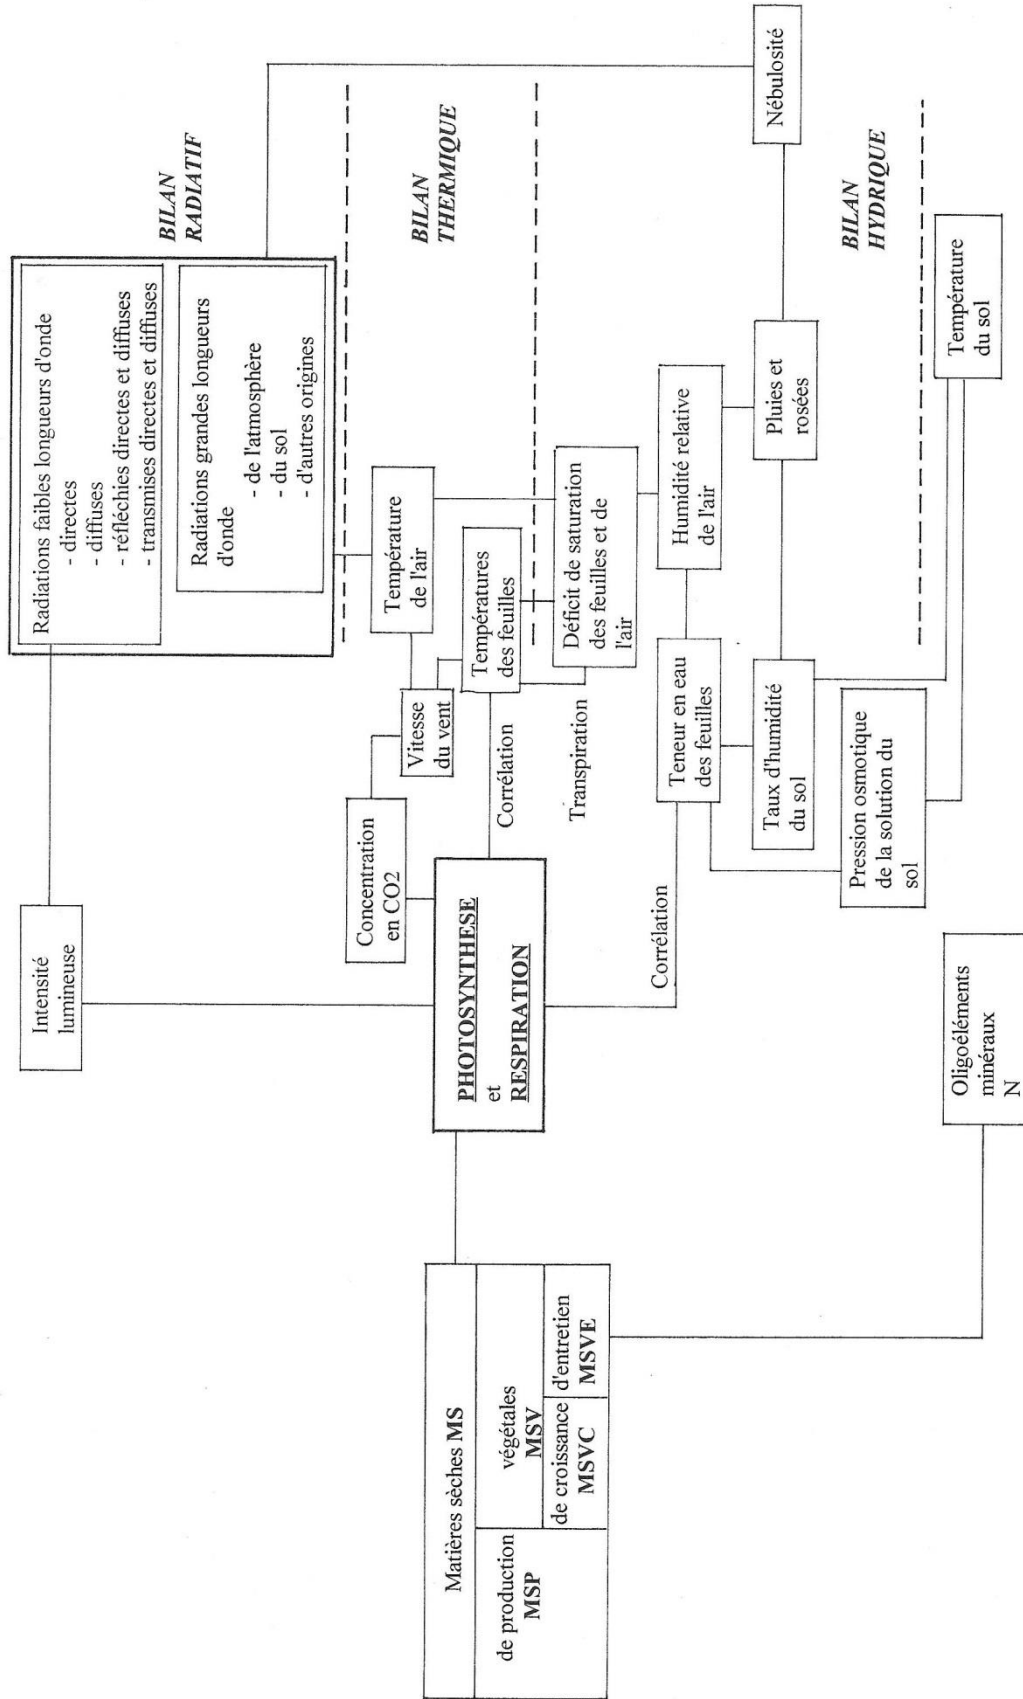 Radiations faibles longueurs d'onde
- directes
- diffuses
- réfléchies directes et diffuses
- transmises directes et diffuses
Radiations grandes longueurs
d'onde
- de l'atmosphère
- du sol
- d'autres origines
BILAN
RADIATIF
Intensité
lumineuse
Température
de l'air
BILAN
THERMIQUE
Vitesse
du vent
Concentration
en CO2
Températures
des feuilles
Corrélation
Transpiration
Déficit de saturation
des feuilles et de
l'air
PHOTOSYNTHESE
et
RESPIRATION
Matières sèches MS
de production
MSP
végétales
MSV
de croissance
MSVC
d'entretien
MSVE
Corrélation
Teneur en eau
des feuilles
Humidité relative
de l'air
Nébulosité
Pluies et
rosées
Taux d'humidité
du sol
BILAN
HYDRIQUE
Pression osmotique
de la solution du
sol
Température
du sol
Oligoéléments
minéraux
N